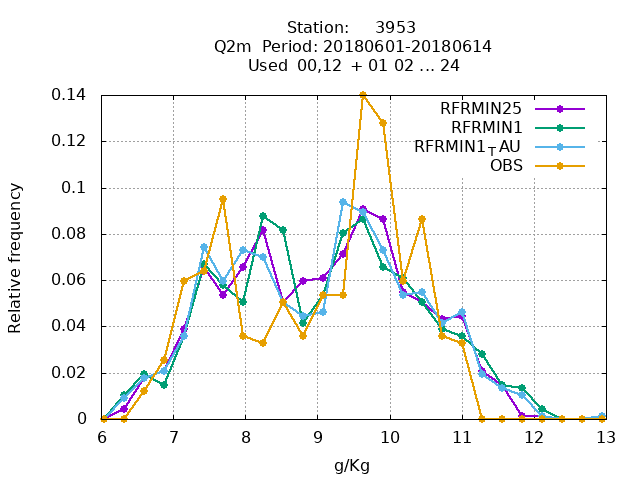 Station: 3953
Q2m Period: 20180601-20180614
Used 00,12 + 01 02 ... 24
0.14
0.12
0.1
0.08
0.06
0.04
0.02
0
Relative frequency
RFRMIN25
RFRMIN1
RFRMIN1TAU
OBS
6 7 8 9 10 11 12 13
g/Kg